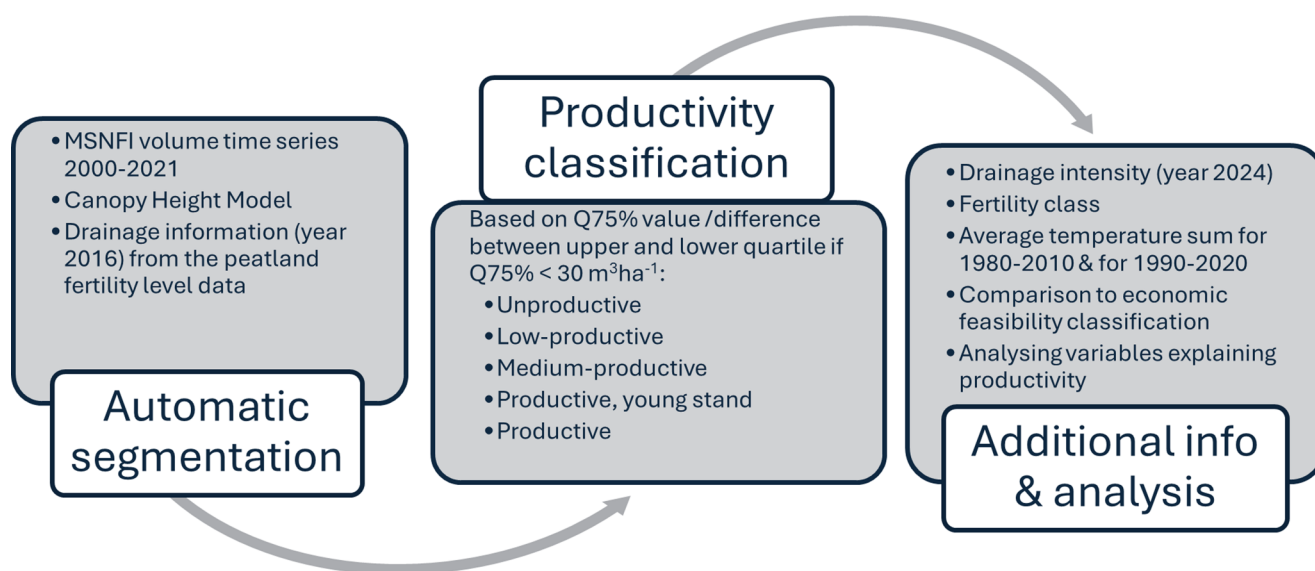 • MSNFI volume time series
2000-2021
• Canopy Height Model
• Drainage information (year
2016) from the peatland
fertility level data
Automatic
segmentation
Productivity
classification
Based on Q75% value /difference
between upper and lower quartile if
Q75% < 30 m³ha⁻¹:
• Unproductive
• Low-productive
• Medium-productive
• Productive, young stand
• Productive
• Drainage intensity (year 2024)
• Fertility class
• Average temperature sum for
1980-2010 & for 1990-2020
• Comparison to economic
feasibility classification
• Analysing variables explaining
productivity
Additional info
& analysis